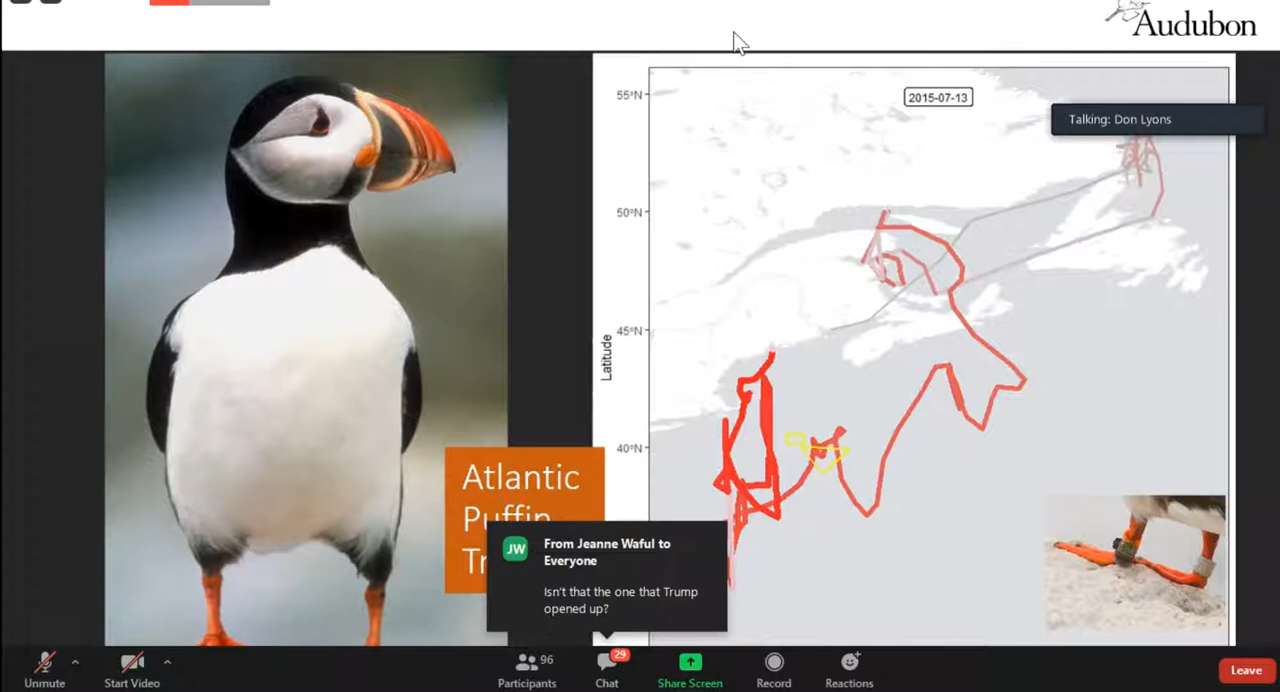 Audubon
2015-07-13
Talking: Don Lyons
55°N
50°N
45°N
40°N
Latitude
Atlantic
Puffin
JW
From Jeanne Waful to
Everyone
Isn't that the one that Trump
opened up?
Unmute
Start Video
96
Participants
29
Chat
Share Screen
Record
Reactions
Leave